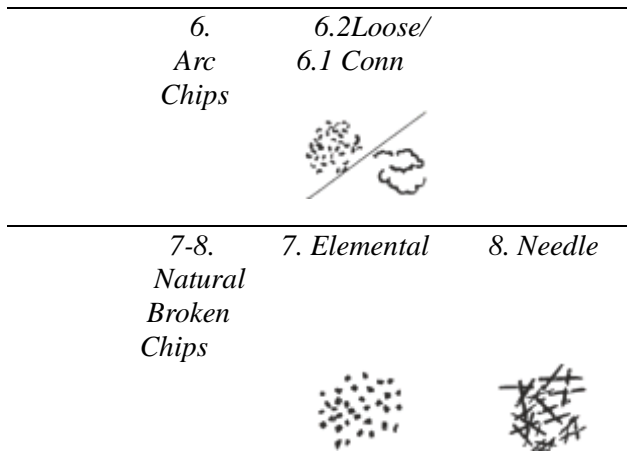 6. 6.2Loose/
Arc 6.1 Conn
Chips
7-8. 7. Elemental 8. Needle
Natural
Broken
Chips